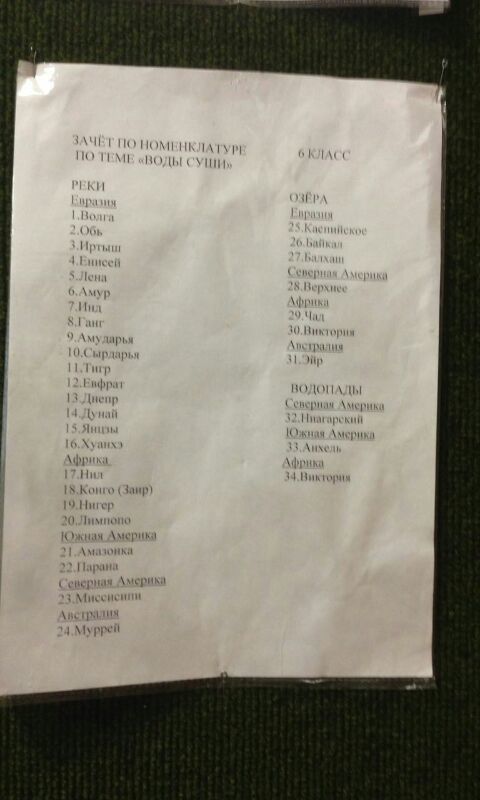 ЗАЧЁТ ПО НОМЕНКЛАТУРЕ
ПО ТЕМЕ «ВОДЫ СУШИ»
6 КЛАСС
РЕКИ
Евразия
1.Волга
2.Обь
3.Иртыш
4.Енисей
5.Лена
6.Амур
7.Инд
8.Ганг
9.Амударья
10.Сырдарья
11.Тигр
12.Евфрат
13.Днепр
14.Дунай
15.Янцзы
16.Хуанхэ
Африка
17.Нил
18.Конго (Заир)
19.Нигер
20.Лимпопо
Южная Америка
21.Амазонка
22.Парана
Северная Америка
23.Миссисипи
Австралия
24.Муррей
ОЗЁРА
Евразия
25.Каспийское
26.Байкал
27.Балхаш
Северная Америка
28.Верхнее
Африка
29.Чад
30.Виктория
Австралия
31.Эйр
ВОДОПАДЫ
Северная Америка
32.Ниагарский
Южная Америка
33.Анхель
Африка
34.Виктория